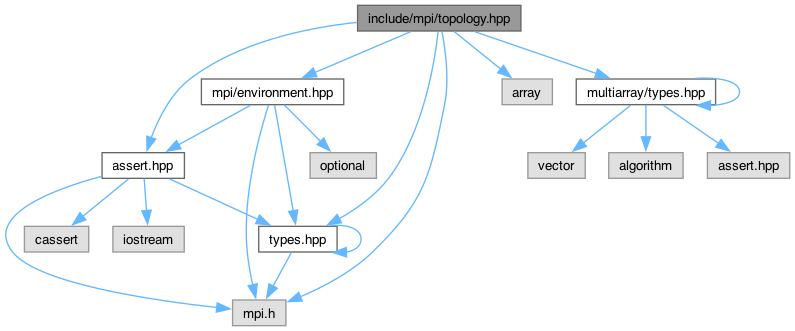 include/mpi/topology.hpp
mpi/environment.hpp
array
multiarray/types.hpp
assert.hpp
optional
vector
algorithm
assert.hpp
cassert
iostream
types.hpp
mpi.h